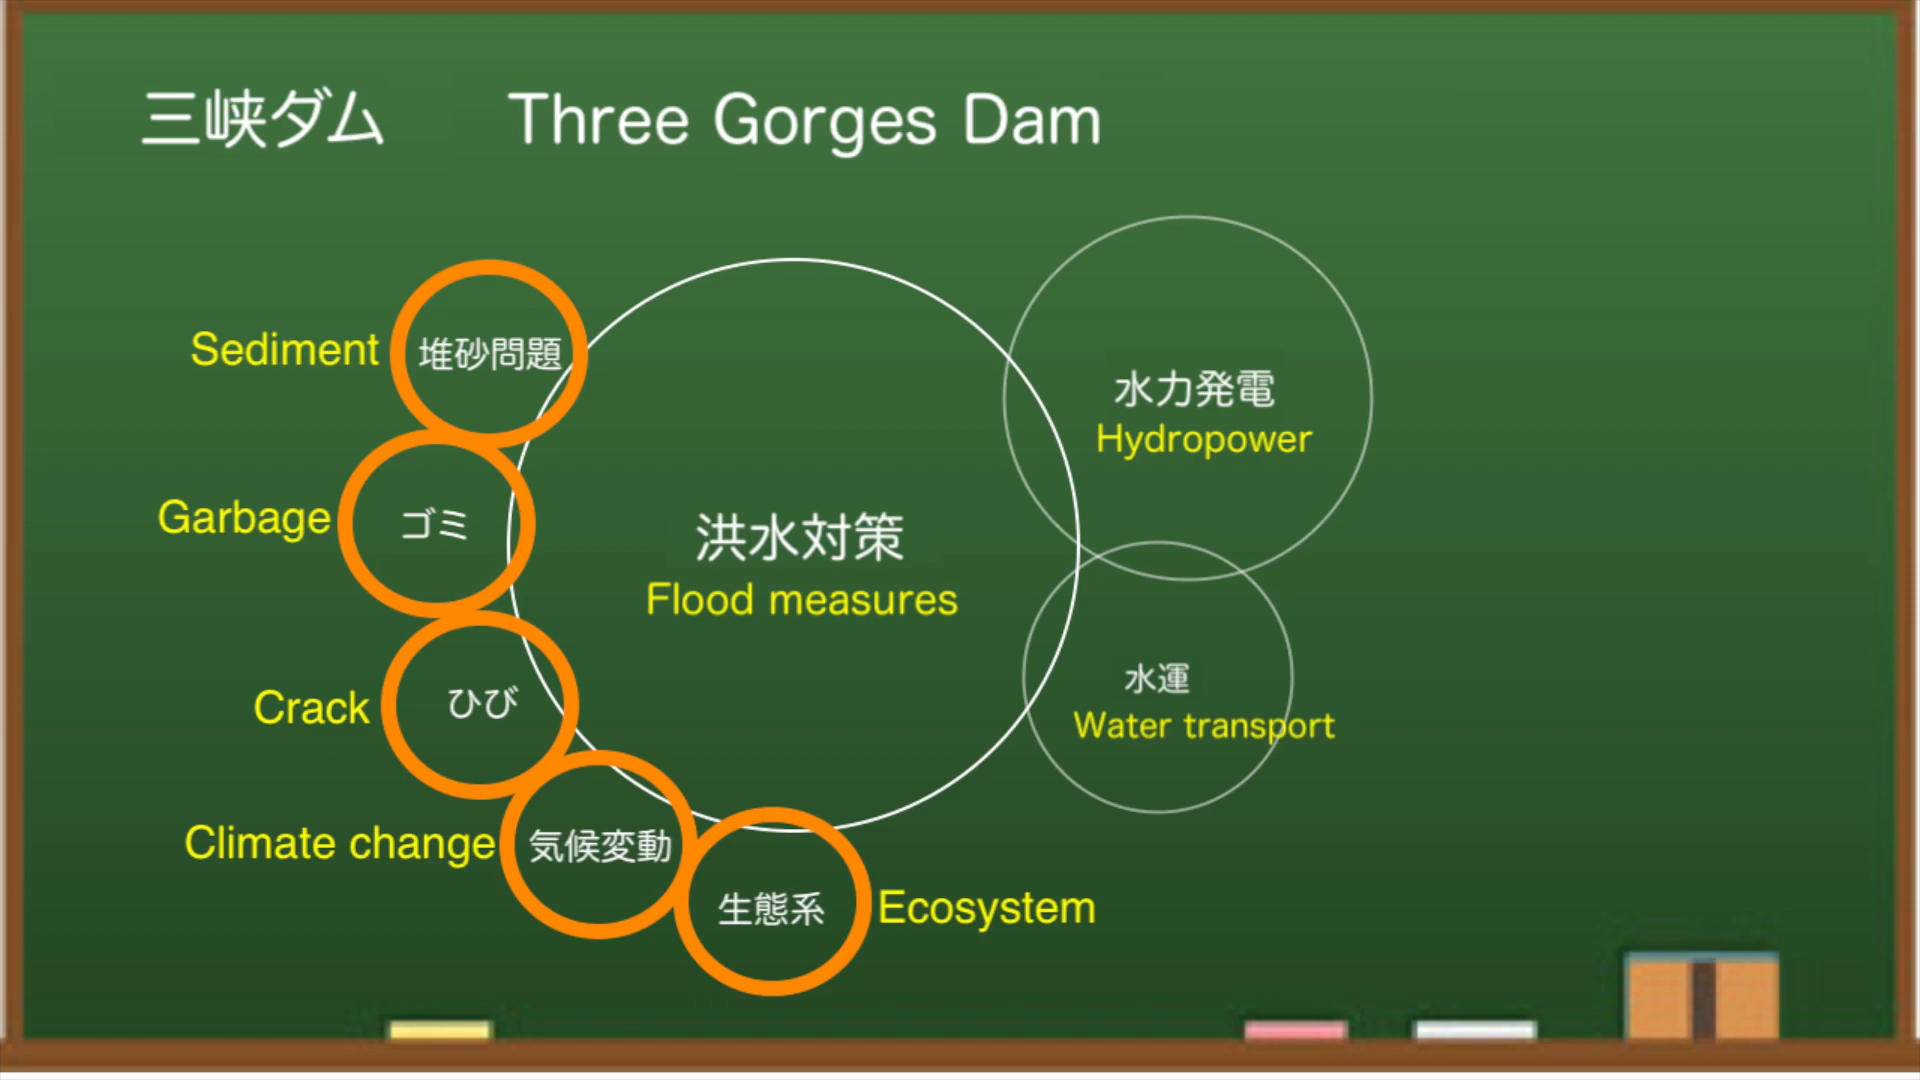 三峡ダム Three Gorges Dam
Sediment 堆砂問題
水力発電
Hydropower
Garbage ゴミ
洪水対策
Flood measures
Crack ひび
水運
Water transport
Climate change 気候変動
生態系 Ecosystem